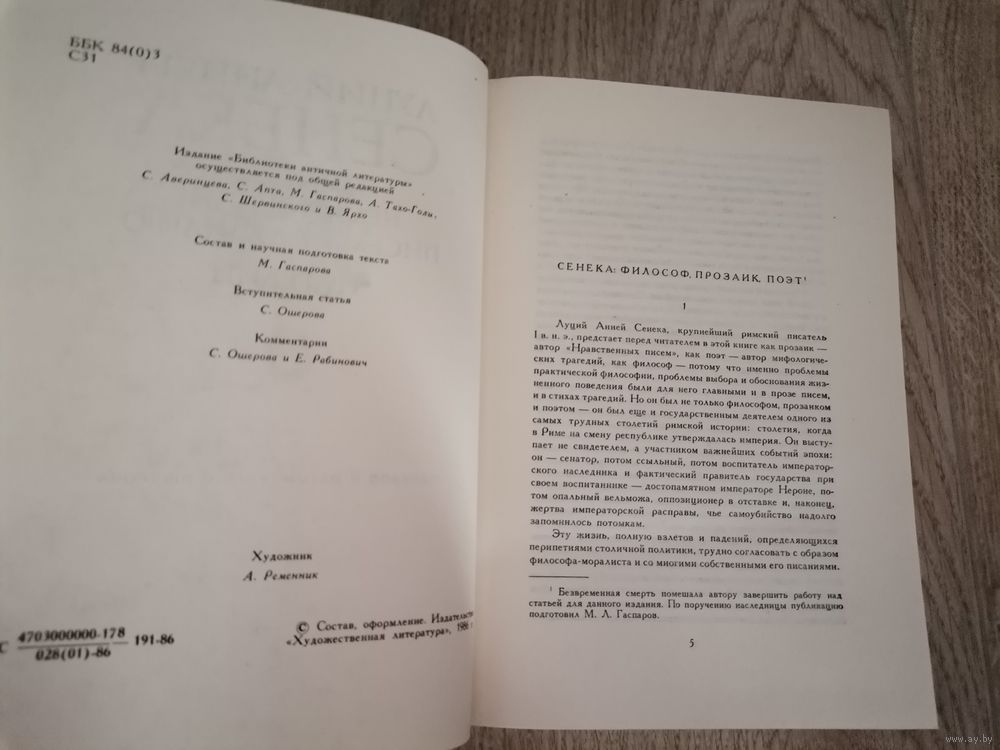 ББК 84(0)3
С31
Издание «Библиотеки античной литературы»
осуществляется под общей редакцией
С. Аверинцева, С. Апта, М. Гаспарова, А. Тахо-Годи,
С. Шервинского и В. Ярхо
Состав и научная подготовка текста
М. Гаспарова
Вступительная статья
С. Ошерова
Комментарии
С. Ошерова и Е. Рабинович
Художник
А. Ременник
С 4703000000-178
028(01)-86
191-86
© Состав, оформление.
«Художественная литература», 1986 г.
СЕНЕКА: ФИЛОСОФ, ПРОЗАИК, ПОЭТ¹
1
Луций Анней Сенека, крупнейший римский писатель
I в. н. э., предстает перед читателем в этой книге как прозаик —
автор «Нравственных писем», как поэт — автор мифологиче-
ских трагедий, как философ — потому что именно проблемы
практической философии, проблемы выбора и обоснования жиз-
ненного поведения были для него главными и в прозе писем,
и в стихах трагедий. Но он был не только философом, прозаиком
и поэтом — он был еще и государственным деятелем одного из
самых трудных столетий римской истории: столетия, когда
в Риме на смену республике утверждалась империя. Он высту-
пает не свидетелем, а участником важнейших событий эпохи:
он — сенатор, потом ссыльный, потом воспитатель император-
ского наследника и фактический правитель государства при
своем воспитаннике — достопамятном императоре Нероне, по-
том опальный вельможа, оппозиционер в отставке и, наконец,
жертва императорской расправы, чье самоубийство надолго
запомнилось потомкам.
Эту жизнь, полную взлетов и падений, определяющихся
перипетиями столичной политики, трудно согласовать с образом
философа-моралиста и со многими собственными его писаниями.
¹ Безвременная смерть помешала автору завершить работу над
статьей для данного издания. По поручению наследницы публикацию
подготовил М. Л. Гаспаров.
5
www.ay.by